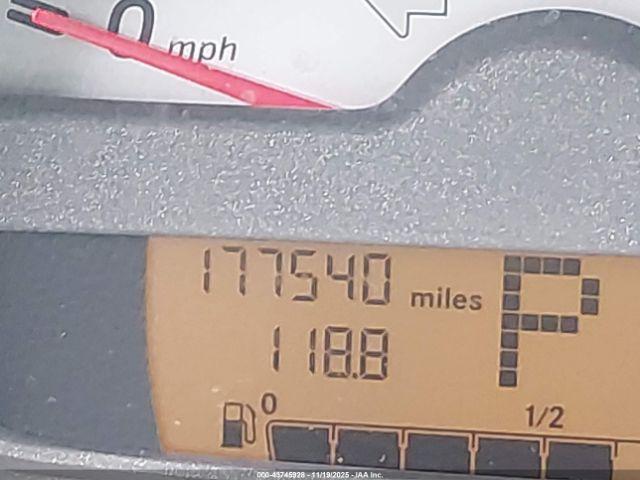 0 mph
177540 miles P
118.8
0 1/2
000-43745928 - 11/19/2025 - IAA Inc.